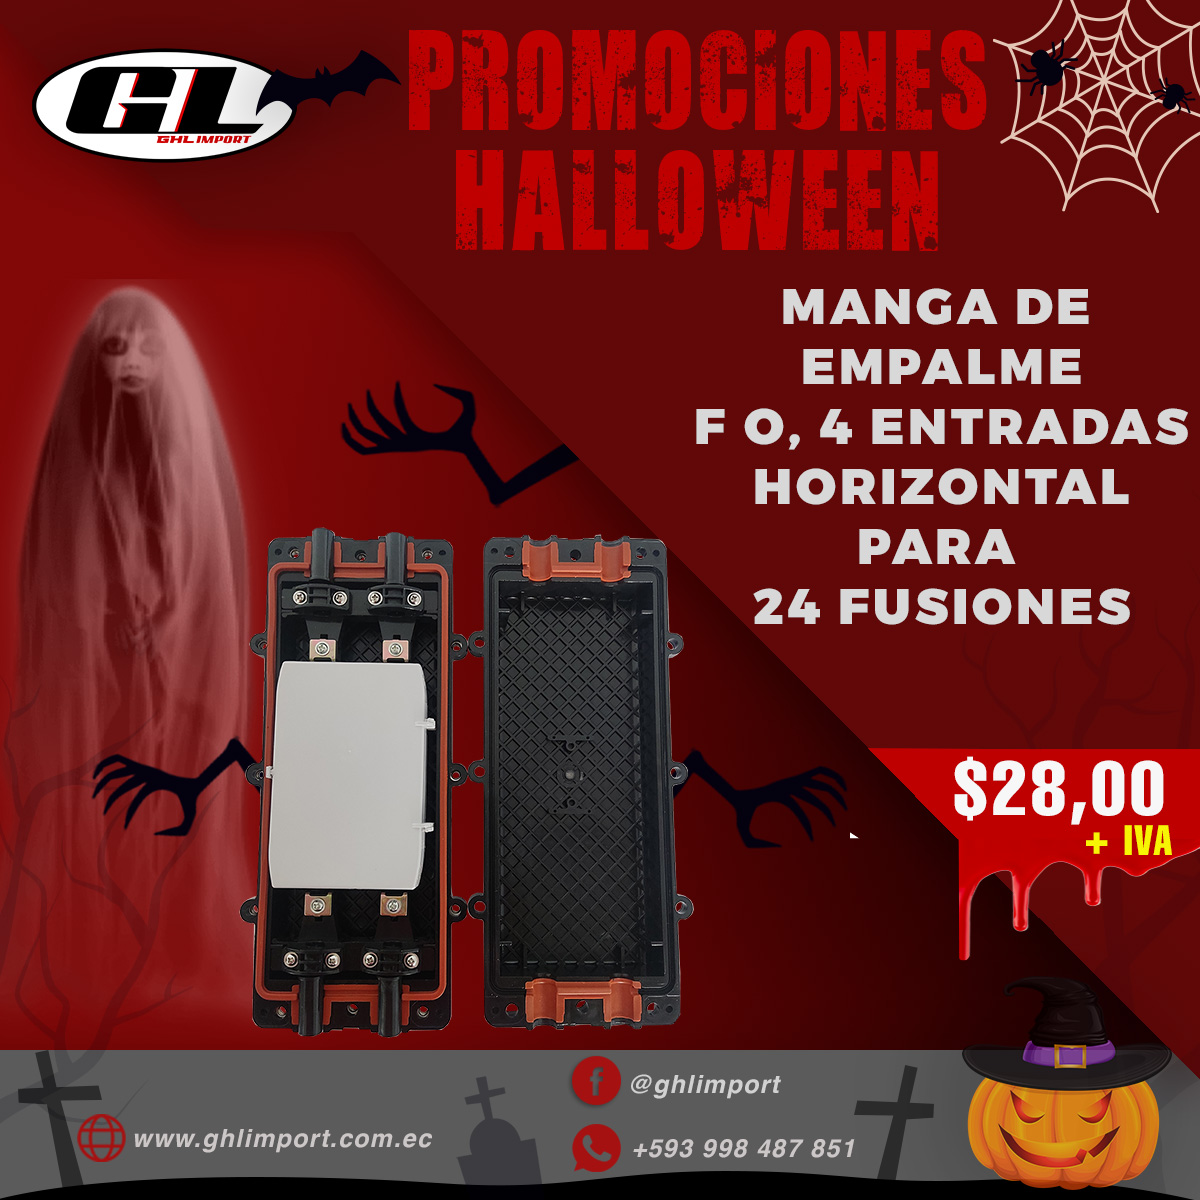 GHL
GHL IMPORT
PROMOCiONES
HALLOWEEN
MANGA DE
EMPALME
F O, 4 ENTRADAS
HORIZONTAL
PARA
24 FUSIONES
$28,00
+ IVA
@ghlimport
www.ghlimport.com.ec
+593 998 487 851